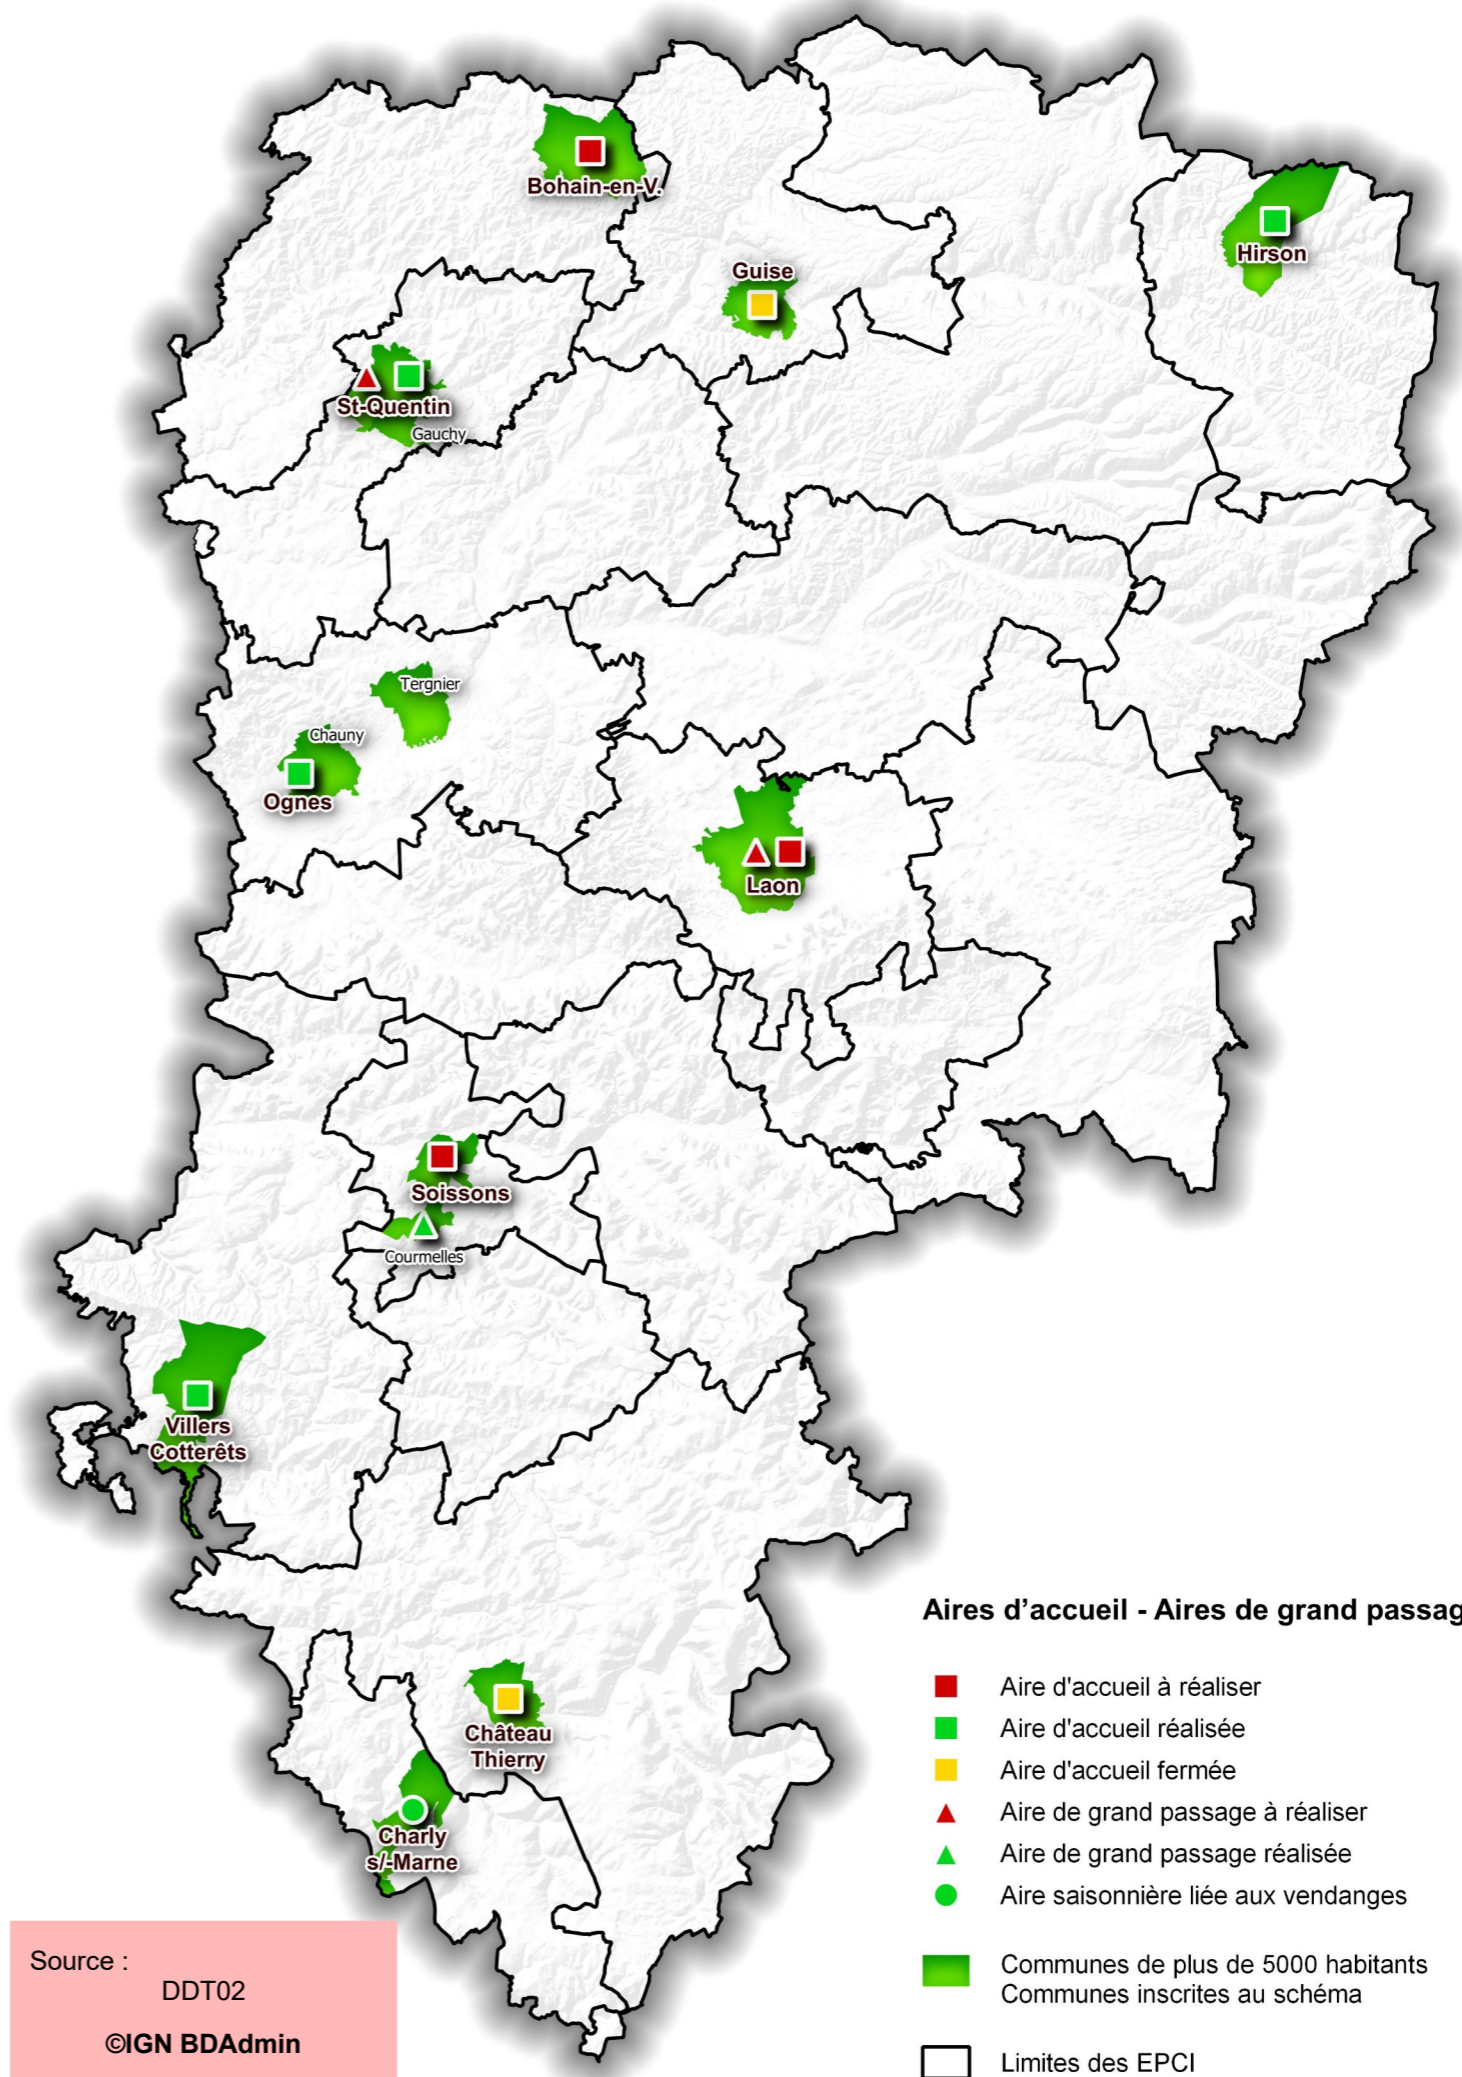 Bohain-en-V.
Hirson
Guise
St-Quentin
Gauchy
Tergnier
Chauny
Ognes
Laon
Soissons
Courmelles
Villers
Cotterêts
Château
Thierry
Charly
s/-Marne
Aires d’accueil - Aires de grand passag
Aire d'accueil à réaliser
Aire d'accueil réalisée
Aire d'accueil fermée
Aire de grand passage à réaliser
Aire de grand passage réalisée
Aire saisonnière liée aux vendanges
Communes de plus de 5000 habitants
Communes inscrites au schéma
Limites des EPCI
Source :
DDT02
©IGN BDAdmin